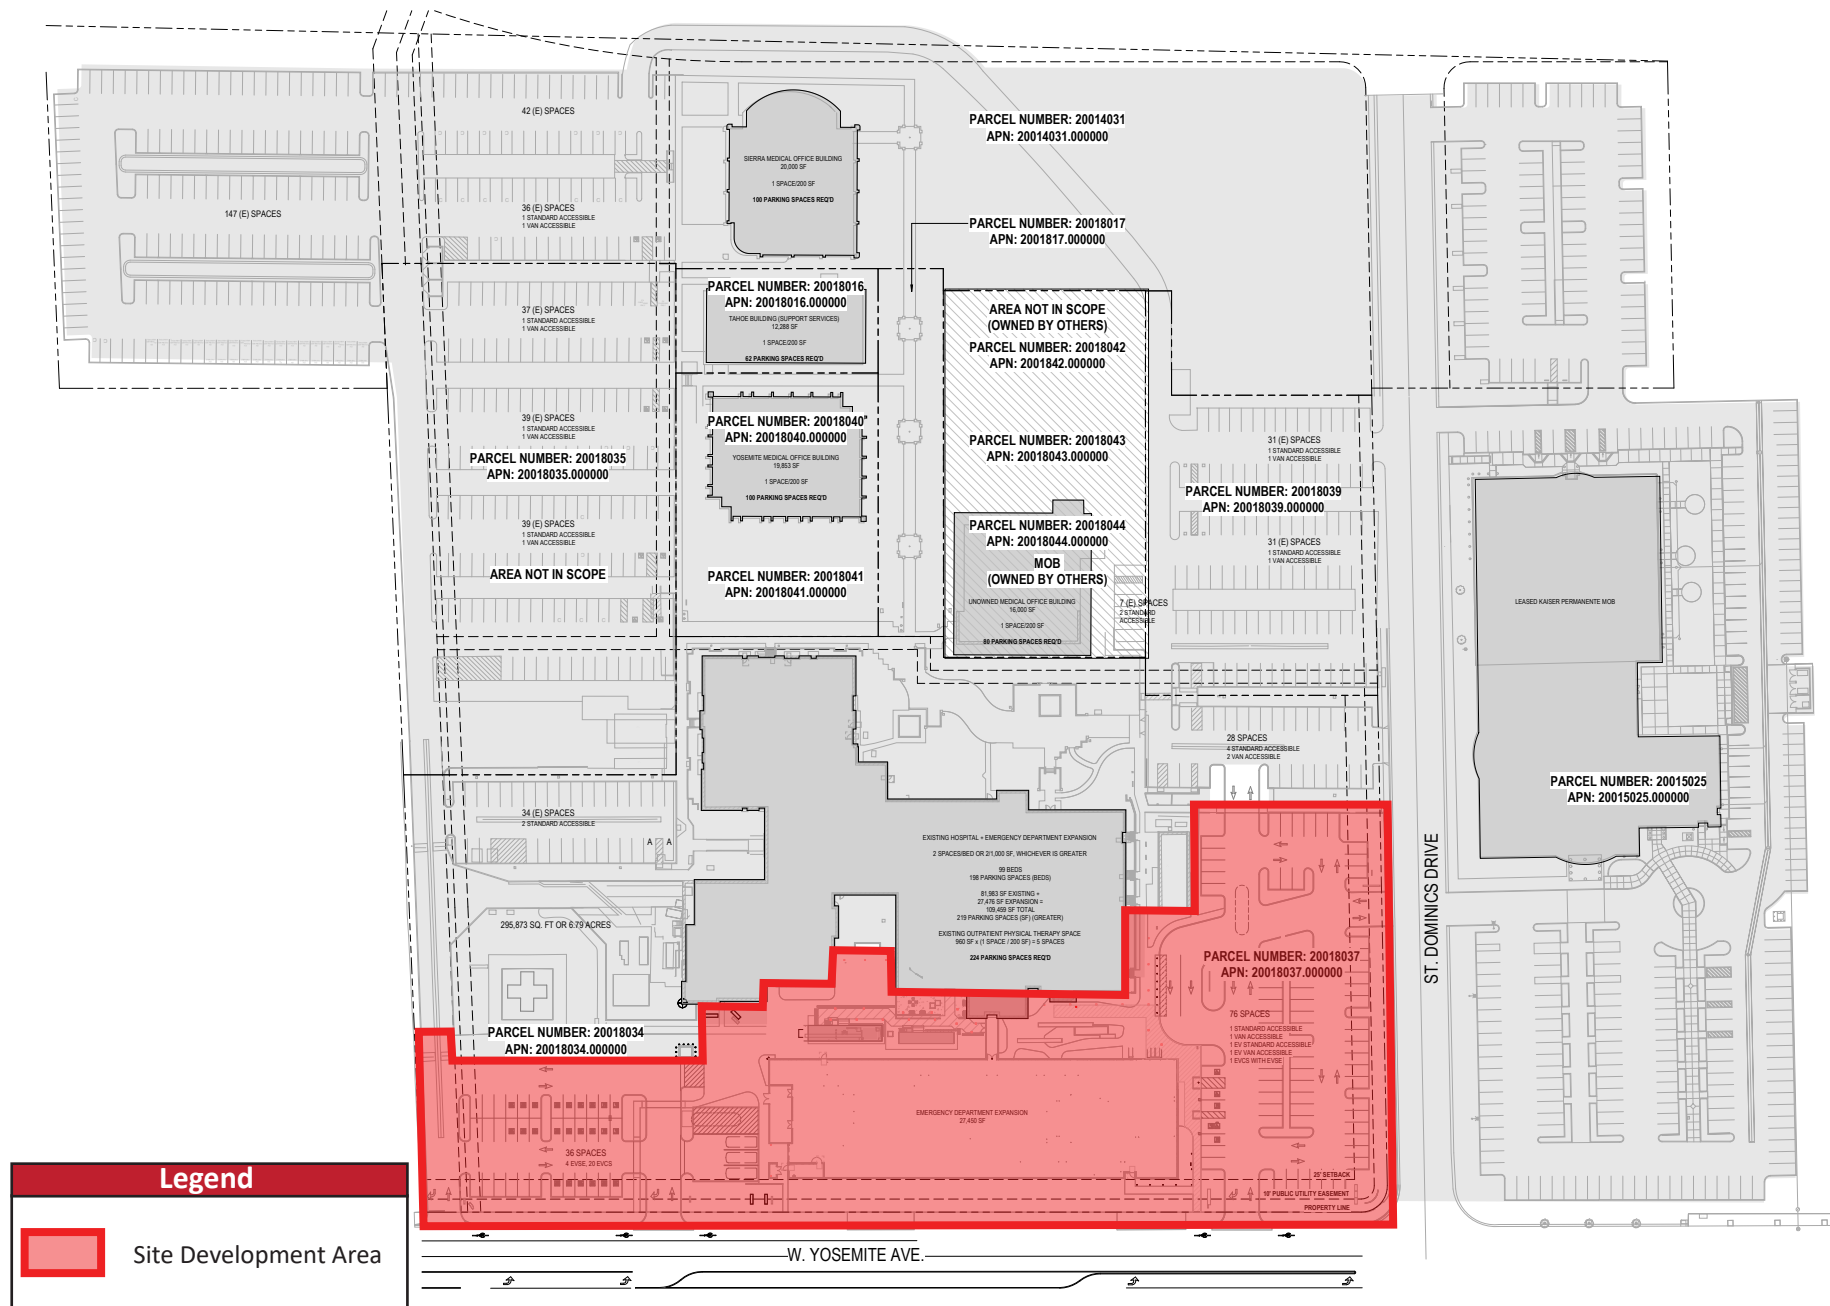 42 (E) SPACES
147 (E) SPACES
36 (E) SPACES
1 STANDARD ACCESSIBLE
1 VAN ACCESSIBLE
37 (E) SPACES
1 STANDARD ACCESSIBLE
1 VAN ACCESSIBLE
39 (E) SPACES
1 STANDARD ACCESSIBLE
1 VAN ACCESSIBLE
PARCEL NUMBER: 20018035
APN: 20018035.000000
39 (E) SPACES
1 STANDARD ACCESSIBLE
1 VAN ACCESSIBLE
AREA NOT IN SCOPE
SIERRA MEDICAL OFFICE BUILDING
20,000 SF
1 SPACE/200 SF
100 PARKING SPACES REQ'D
PARCEL NUMBER: 20014031
APN: 20014031.000000
PARCEL NUMBER: 20018017
APN: 2001817.000000
PARCEL NUMBER: 20018016
APN: 20018016.000000
TAHOE BUILDING (SUPPORT SERVICES)
12,288 SF
1 SPACE/200 SF
62 PARKING SPACES REQ'D
PARCEL NUMBER: 20018040
APN: 20018040.000000
YOSEMITE MEDICAL OFFICE BUILDING
19,853 SF
1 SPACE/200 SF
100 PARKING SPACES REQ'D
PARCEL NUMBER: 20018041
APN: 20018041.000000
AREA NOT IN SCOPE
(OWNED BY OTHERS)
PARCEL NUMBER: 20018042
APN: 2001842.000000
PARCEL NUMBER: 20018043
APN: 20018043.000000
PARCEL NUMBER: 20018044
APN: 20018044.000000
MOB
(OWNED BY OTHERS)
UNOWNED MEDICAL OFFICE BUILDING
16,000 SF
1 SPACE/200 SF
80 PARKING SPACES REQ'D
7 (E) SPACES
2 STANDARD
ACCESSIBLE
31 (E) SPACES
1 STANDARD ACCESSIBLE
1 VAN ACCESSIBLE
PARCEL NUMBER: 20018039
APN: 20018039.000000
31 (E) SPACES
1 STANDARD ACCESSIBLE
1 VAN ACCESSIBLE
28 SPACES
4 STANDARD ACCESSIBLE
2 VAN ACCESSIBLE
LEASED KAISER PERMANENTE MOB
PARCEL NUMBER: 20015025
APN: 20015025.000000
ST. DOMINICS DRIVE
34 (E) SPACES
2 STANDARD ACCESSIBLE
A A
295,873 SQ. FT OR 6.79 ACRES
PARCEL NUMBER: 20018034
APN: 20018034.000000
EXISTING HOSPITAL + EMERGENCY DEPARTMENT EXPANSION
2 SPACES/BED OR 2/1,000 SF, WHICHEVER IS GREATER
99 BEDS
198 PARKING SPACES (BEDS)
81,983 SF EXISTING +
27,476 SF EXPANSION =
109,459 SF TOTAL
219 PARKING SPACES (SF) (GREATER)
EXISTING OUTPATIENT PHYSICAL THERAPY SPACE
960 SF x (1 SPACE / 200 SF) = 5 SPACES
224 PARKING SPACES REQ'D
PARCEL NUMBER: 20018037
APN: 20018037.000000
76 SPACES
1 STANDARD ACCESSIBLE
1 VAN ACCESSIBLE
1 EV STANDARD ACCESSIBLE
1 EV VAN ACCESSIBLE
1 EVCS WITH EVSE
EMERGENCY DEPARTMENT EXPANSION
27,450 SF
36 SPACES
4 EVSE, 20 EVCS
25' SETBACK
10' PUBLIC UTILITY EASEMENT
PROPERTY LINE
W. YOSEMITE AVE.
Legend
Site Development Area